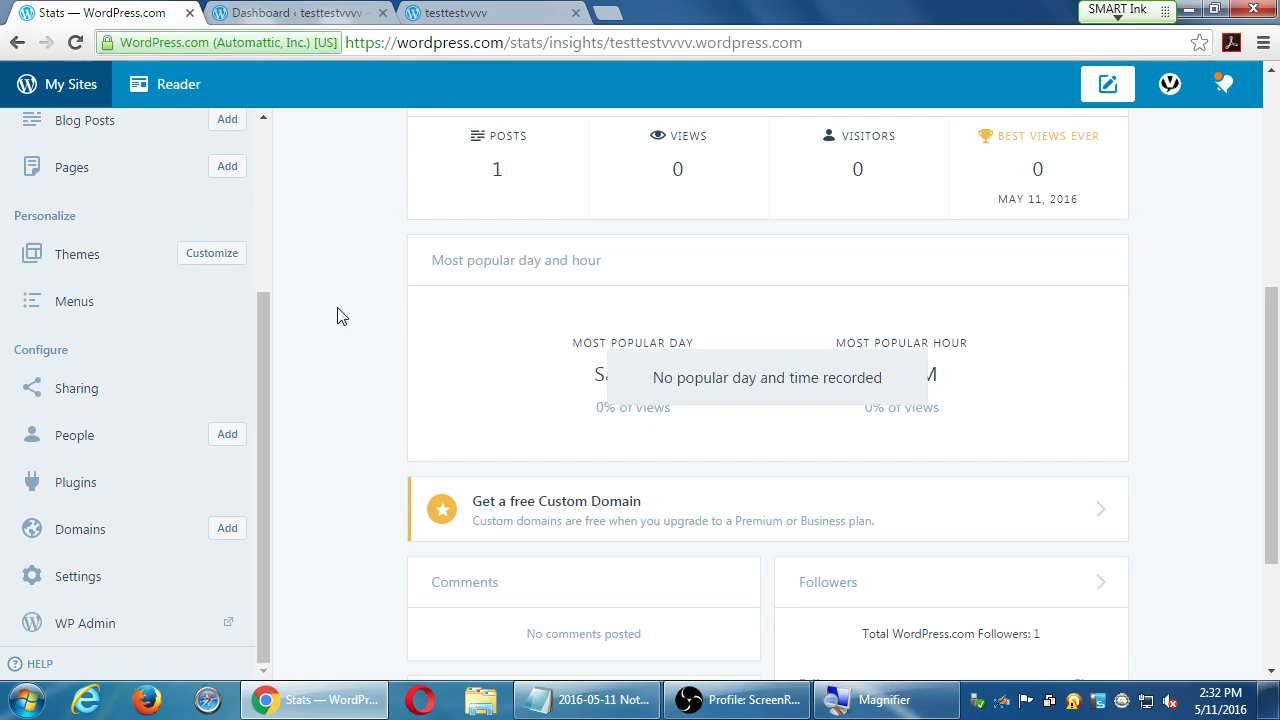 Stats — WordPress.com
Dashboard ‹ testtestvvvv –
testtestvvvv
SMART Ink
WordPress.com (Automattic, Inc.) [US]
https://wordpress.com/stats/insights/testtestvvvv.wordpress.com
My Sites
Reader
Blog Posts
Add
Pages
Add
Personalize
Themes
Customize
Menus
Configure
Sharing
People
Add
Plugins
Domains
Add
Settings
WP Admin
HELP
POSTS
1
VIEWS
0
VISITORS
0
BEST VIEWS EVER
0
MAY 11, 2016
Most popular day and hour
MOST POPULAR DAY
MOST POPULAR HOUR
No popular day and time recorded
0% of views
0% of views
Get a free Custom Domain
Custom domains are free when you upgrade to a Premium or Business plan.
Comments
No comments posted
Followers
Total WordPress.com Followers: 1
Stats — WordPr...
2016-05-11 Not...
Profile: ScreenR...
Magnifier
2:32 PM
5/11/2016